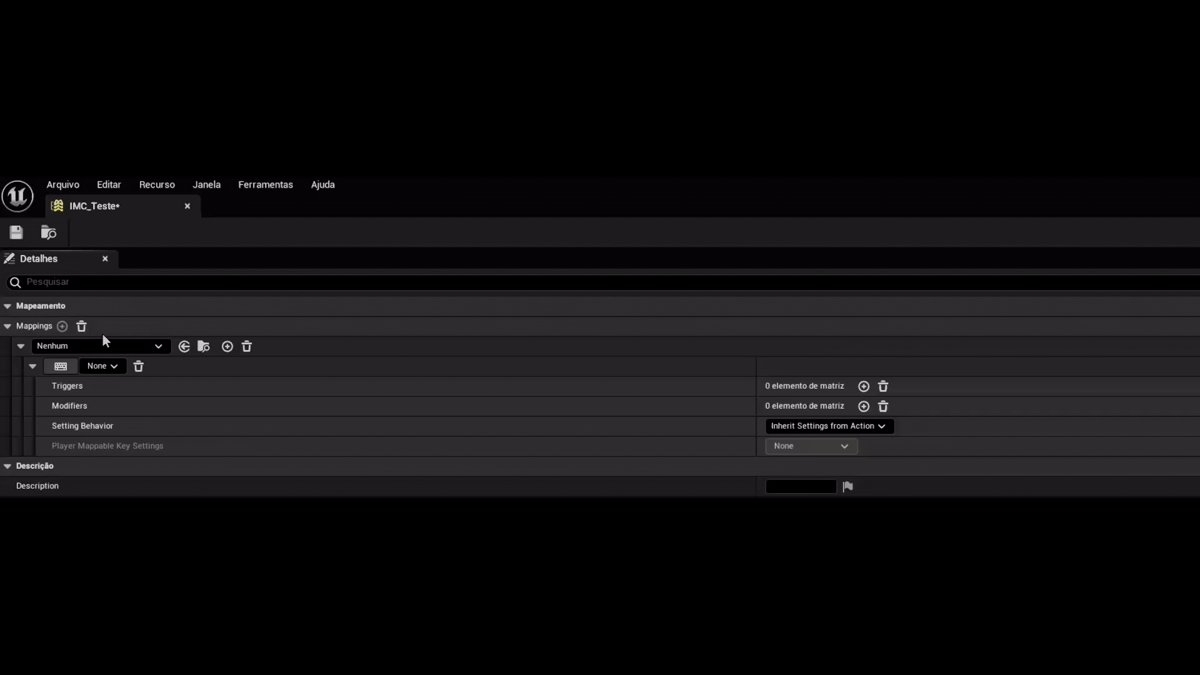 Arquivo Editar Recurso Janela Ferramentas Ajuda
IMC_Teste•
Detalhes
Pesquisar
Mapeamento
Mappings
Nenhum
None
Triggers 0 elemento de matriz
Modifiers 0 elemento de matriz
Setting Behavior Inherit Settings from Action
Player Mappable Key Settings None
Descrição
Description